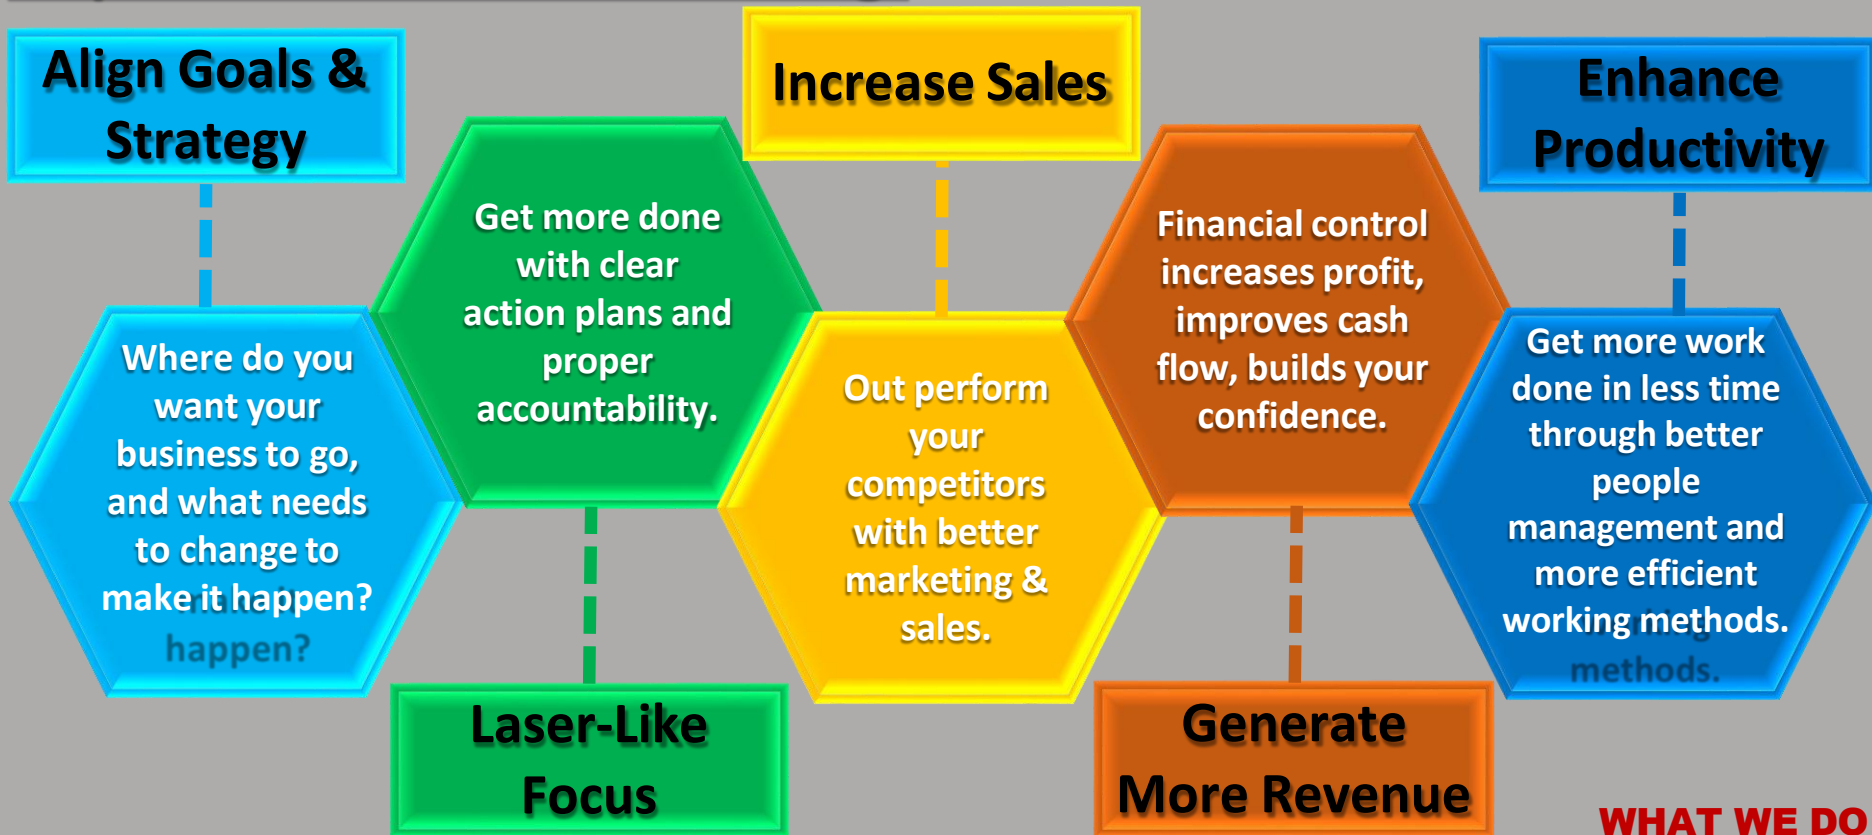 Align Goals &
Strategy
Where do you
want your
business to go,
and what needs
to change to
make it happen?
happen?
Get more done
with clear
action plans and
proper
accountability.
Laser-Like
Focus
Increase Sales
Out perform
your
competitors
with better
marketing &
sales.
Financial control
increases profit,
improves cash
flow, builds your
confidence.
Generate
More Revenue
Enhance
Productivity
Get more work
done in less time
through better
people
management and
more efficient
working methods.
methods.
WHAT WE DO